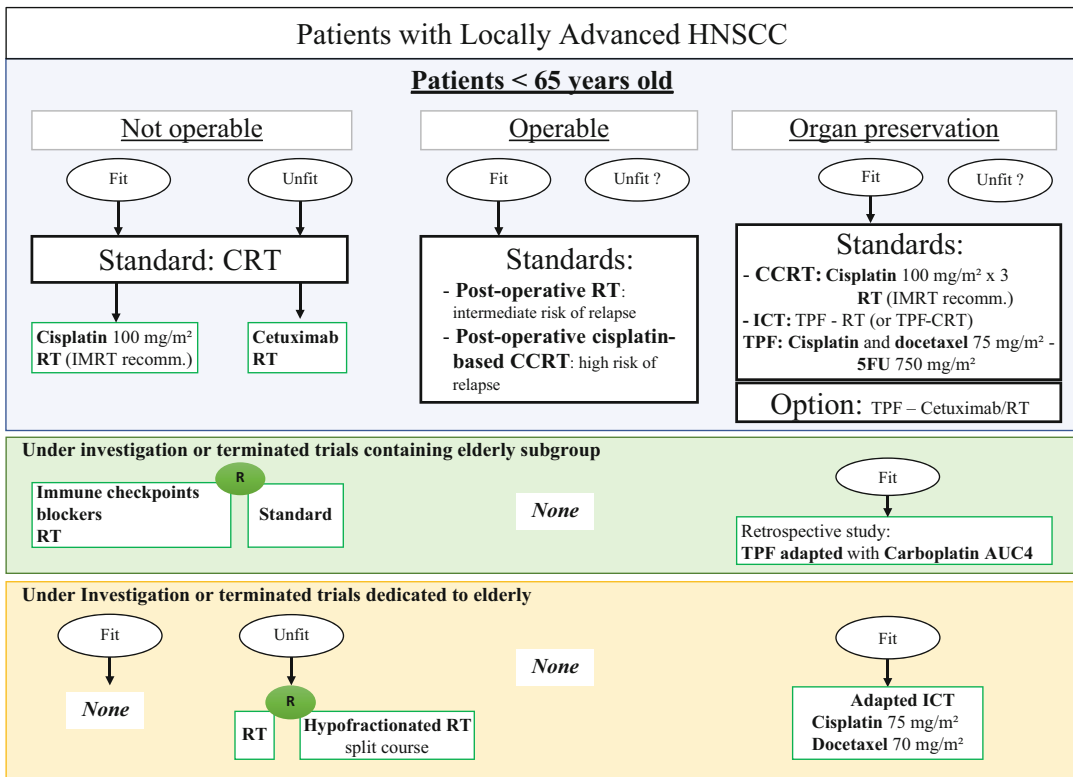 Patients with Locally Advanced HNSCC
Patients < 65 years old
Not operable
Fit
Unfit
Standard: CRT
Cisplatin 100 mg/m²
RT (IMRT recomm.)
Cetuximab
RT
Operable
Fit
Unfit ?
Standards:
- Post-operative RT:
intermediate risk of relapse
- Post-operative cisplatin-
based CCRT: high risk of
relapse
Organ preservation
Fit
Unfit ?
Standards:
- CCRT: Cisplatin 100 mg/m² x 3
RT (IMRT recomm.)
- ICT: TPF - RT (or TPF-CRT)
TPF: Cisplatin and docetaxel 75 mg/m² -
5FU 750 mg/m²
Option: TPF – Cetuximab/RT
Under investigation or terminated trials containing elderly subgroup
R
Immune checkpoints
blockers
RT
Standard
None
Fit
Retrospective study:
TPF adapted with Carboplatin AUC4
Under Investigation or terminated trials dedicated to elderly
Fit
None
Unfit
R
RT
Hypofractionated RT
split course
None
Fit
Adapted ICT
Cisplatin 75 mg/m²
Docetaxel 70 mg/m²